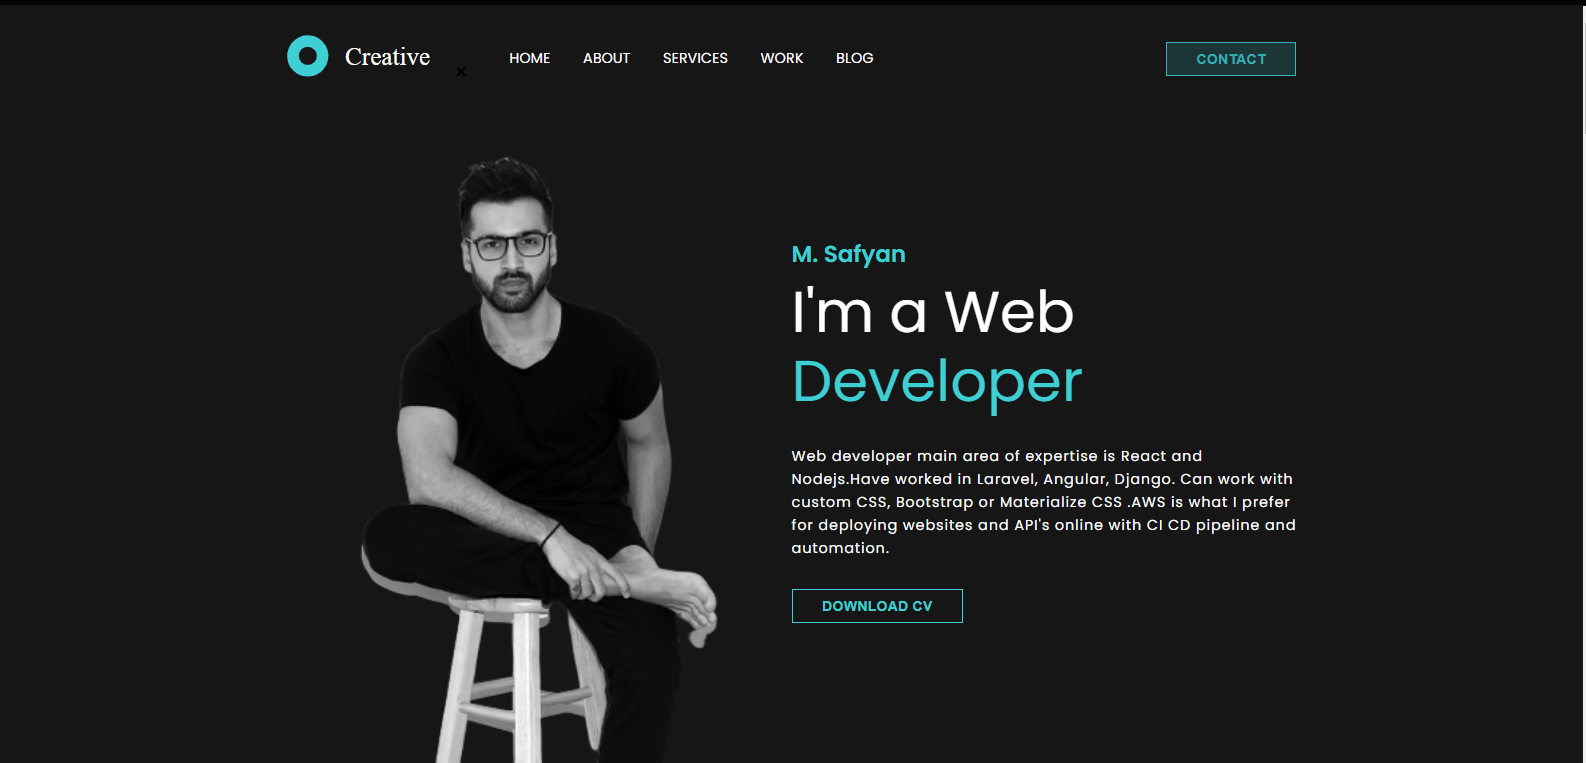 Creative
HOME ABOUT SERVICES WORK BLOG
CONTACT
M. Safyan
I'm a Web
Developer
Web developer main area of expertise is React and
Nodejs.Have worked in Laravel, Angular, Django. Can work with
custom CSS, Bootstrap or Materialize CSS .AWS is what I prefer
for deploying websites and API's online with CI CD pipeline and
automation.
DOWNLOAD CV